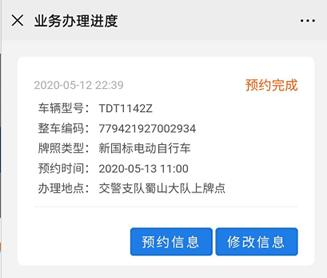 业务办理进度
2020-05-12 22:39 预约完成
车辆型号： TDT1142Z
整车编码： 779421927002934
牌照类型： 新国标电动自行车
预约时间： 2020-05-13 11:00
办理地点： 交警支队蜀山大队上牌点
预约信息 修改信息